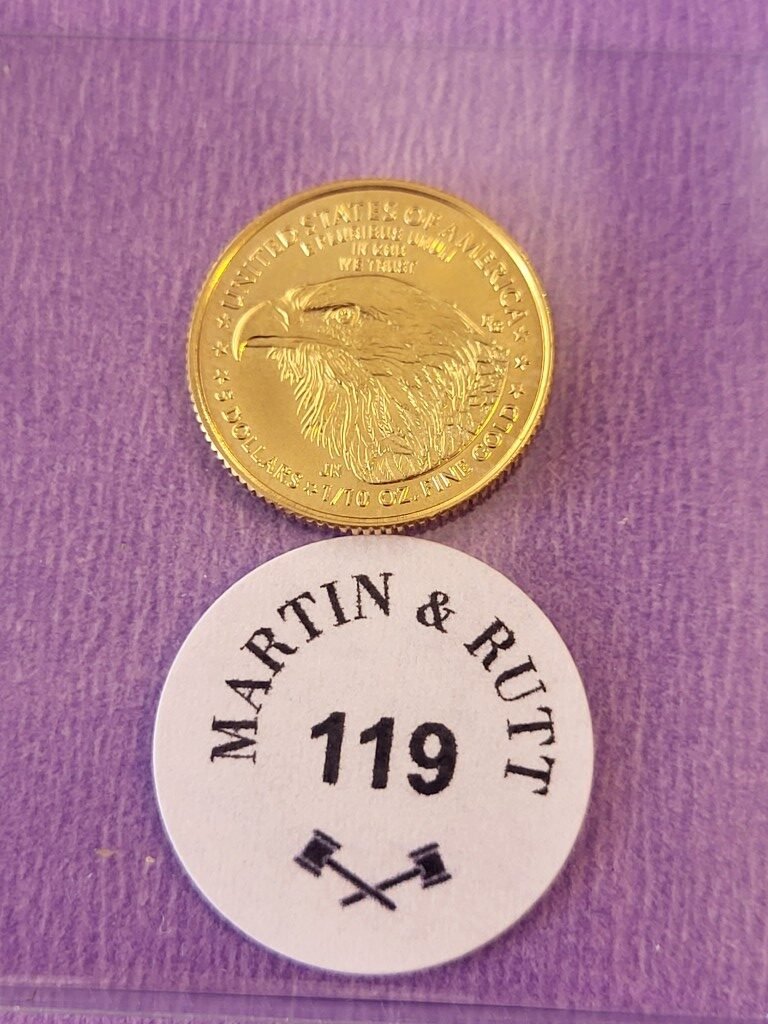 UNITED STATES OF AMERICA
E PLURIBUS UNUM
IN GOD
WE TRUST
JK
5 DOLLARS 1/10 OZ. FINE GOLD
MARTIN & RUTT
119